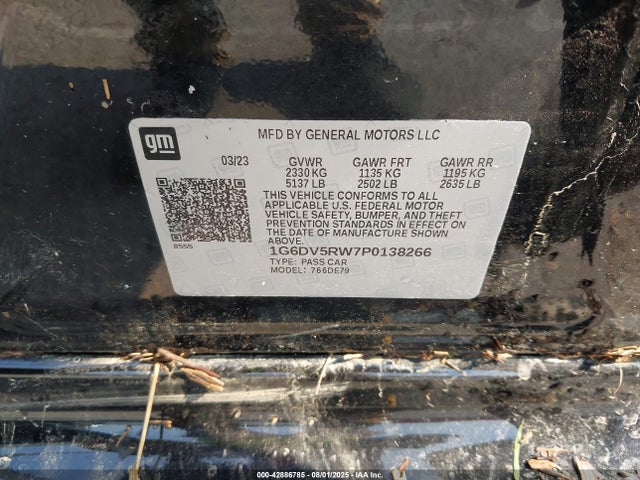 gm
MFD BY GENERAL MOTORS LLC
03/23 GVWR GAWR FRT GAWR RR
2330 KG 1135 KG 1195 KG
5137 LB 2502 LB 2635 LB
THIS VEHICLE CONFORMS TO ALL
APPLICABLE U.S. FEDERAL MOTOR
VEHICLE SAFETY, BUMPER, AND THEFT
PREVENTION STANDARDS IN EFFECT ON
THE DATE OF MANUFACTURE SHOWN
ABOVE.
8555
1G6DV5RW7P0138266
TYPE: PASS CAR
MODEL: 766DE79
000-42886785 - 08/01/2025 - IAA Inc.